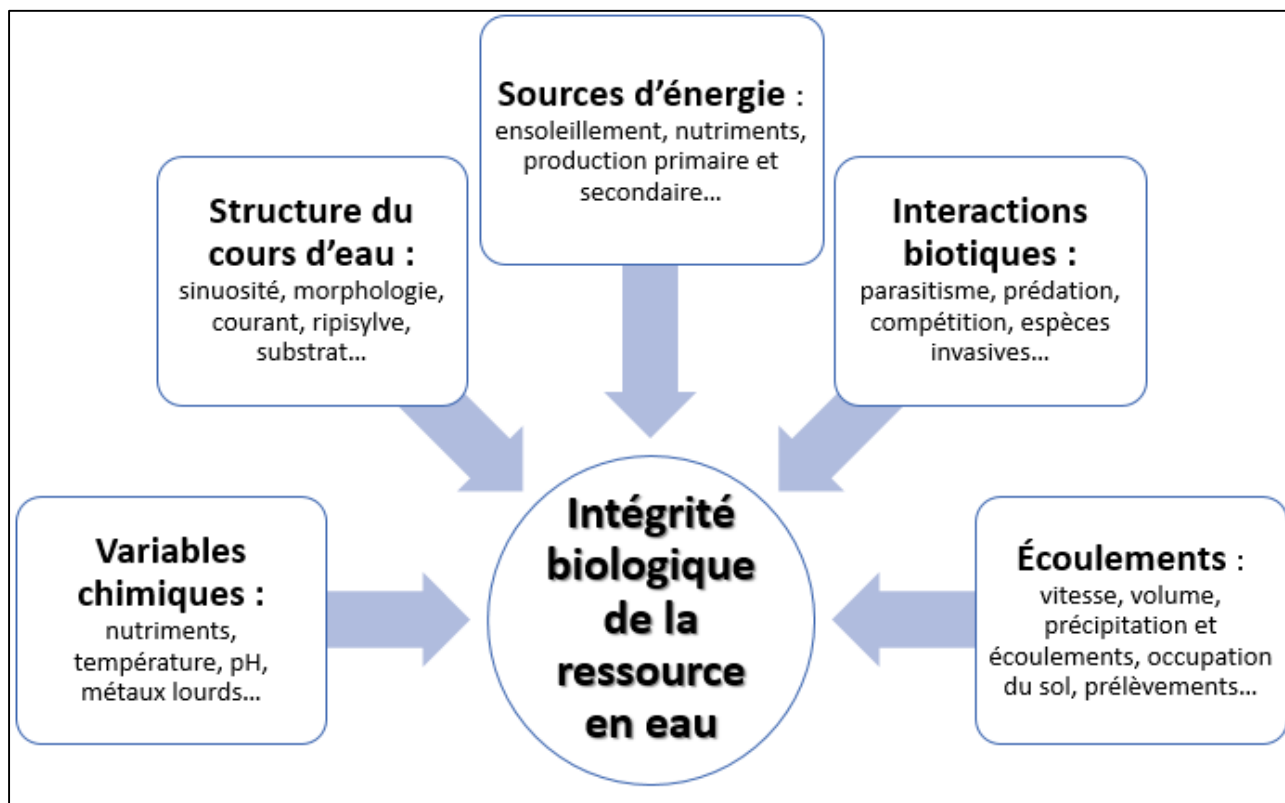 Sources d'énergie :
ensoleillement, nutriments,
production primaire et
secondaire...
Structure du
cours d'eau :
sinuosité, morphologie,
courant, ripisylve,
substrat...
Interactions
biotiques :
parasitisme, prédation,
compétition, espèces
invasives...
Variables
chimiques :
nutriments,
température, pH,
métaux lourds...
Intégrité
biologique
de la
ressource
en eau
Écoulements :
vitesse, volume,
précipitation et
écoulements, occupation
du sol, prélèvements...